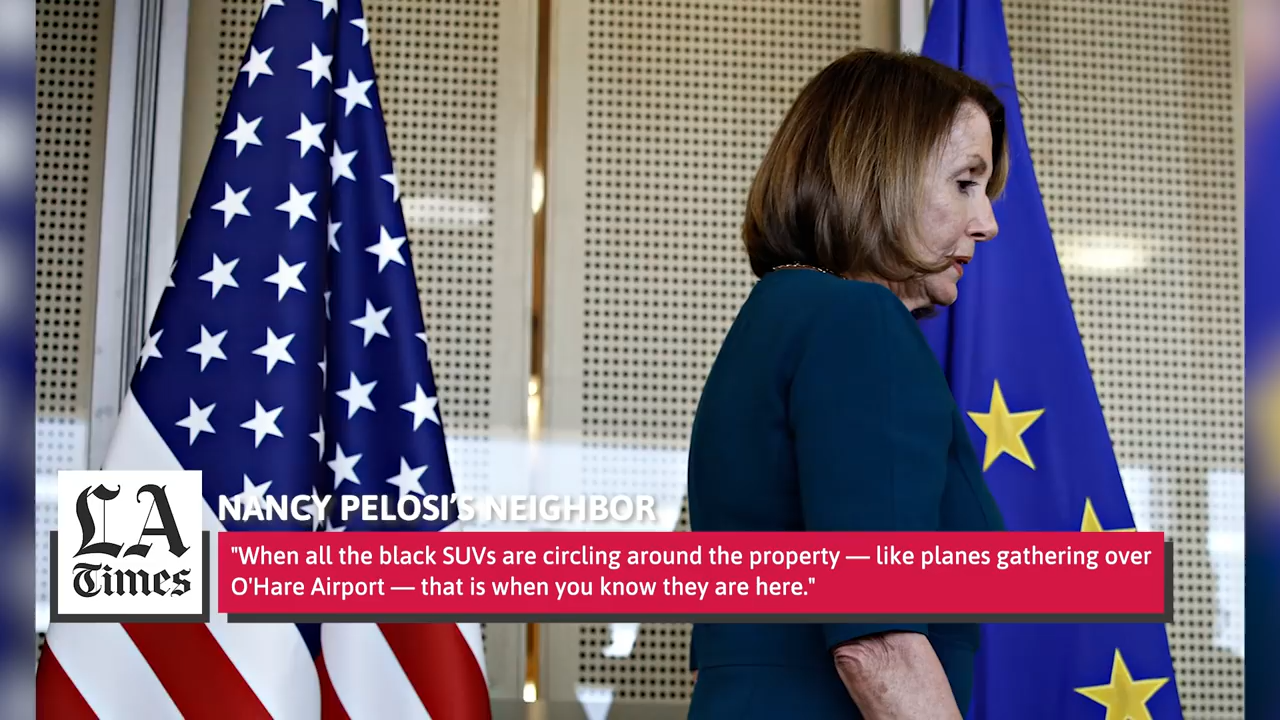 LA
Times
NANCY PELOSI’S NEIGHBOR
"When all the black SUVs are circling around the property — like planes gathering over
O'Hare Airport — that is when you know they are here."